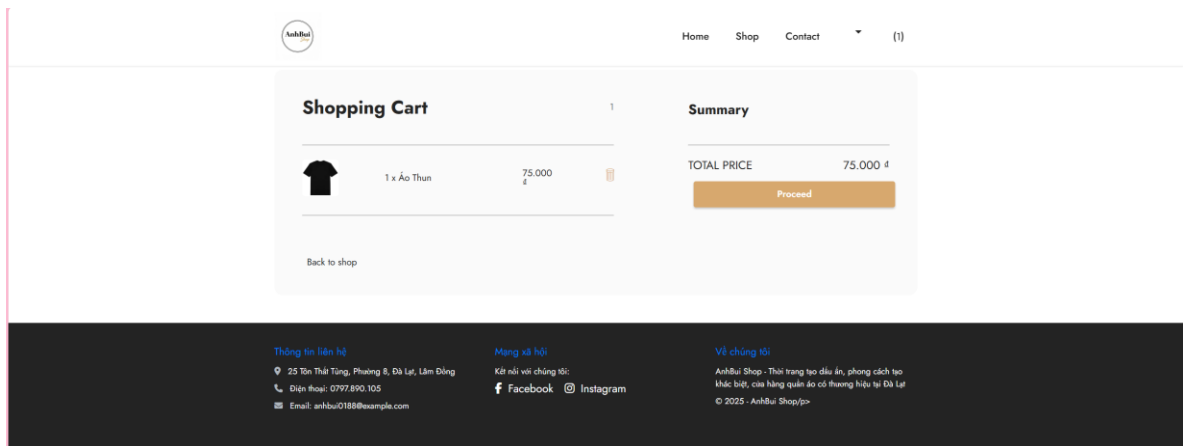 AnhBui
Shop
Home Shop Contact (1)
Shopping Cart 1
1 x Áo Thun 75.000
₫
Back to shop
Summary
TOTAL PRICE 75.000 ₫
Proceed
Thông tin liên hệ
25 Tôn Thất Tùng, Phường 8, Đà Lạt, Lâm Đồng
Điện thoại: 0797.890.105
Email: anhbui0188@example.com
Mạng xã hội
Kết nối với chúng tôi:
Facebook Instagram
Về chúng tôi
AnhBui Shop - Thời trang tạo dấu ấn, phong cách tạo
khác biệt, cửa hàng quần áo có thương hiệu tại Đà Lạt
© 2025 - AnhBui Shop/p>